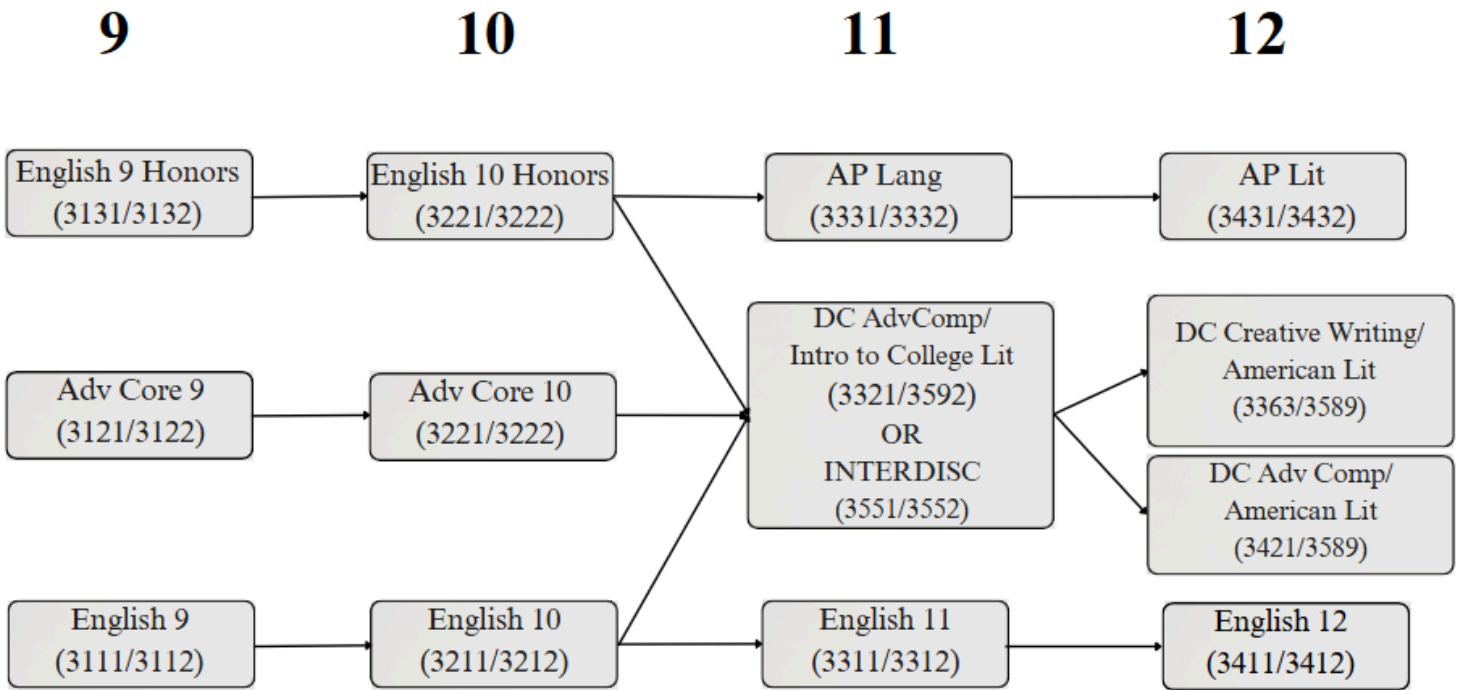 9
10
11
12
English 9 Honors
(3131/3132)
English 10 Honors
(3221/3222)
AP Lang
(3331/3332)
AP Lit
(3431/3432)
Adv Core 9
(3121/3122)
Adv Core 10
(3221/3222)
DC AdvComp/
Intro to College Lit
(3321/3592)
OR
INTERDISC
(3551/3552)
DC Creative Writing/
American Lit
(3363/3589)
DC Adv Comp/
American Lit
(3421/3589)
English 9
(3111/3112)
English 10
(3211/3212)
English 11
(3311/3312)
English 12
(3411/3412)